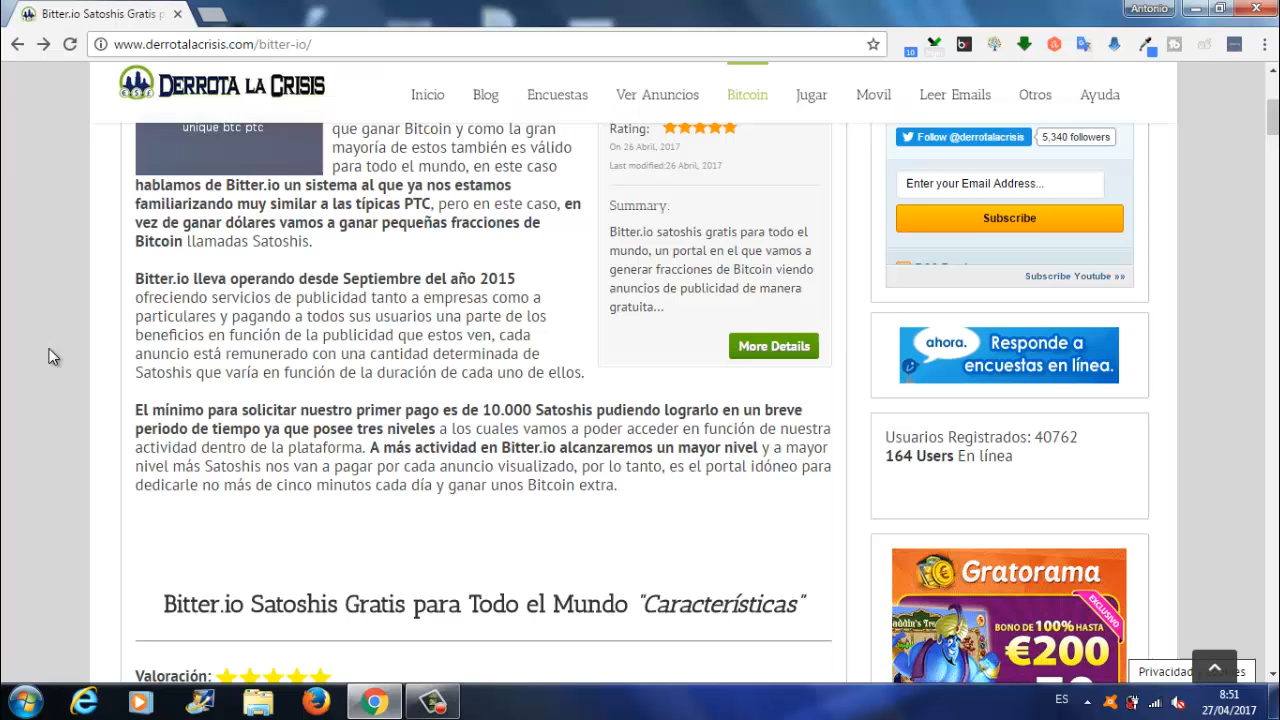 Bitter.io Satoshis Gratis p
Antonio
www.derrotalacrisis.com/bitter-io/
10
DERROTA LA CRISIS
Inicio
Blog
Encuestas
Ver Anuncios
Bitcoin
Jugar
Movil
Leer Emails
Otros
Ayuda
unique btc ptc
que ganar Bitcoin y como la gran
mayoría de estos también es válido
para todo el mundo, en este caso
hablamos de Bitter.io un sistema al que ya nos estamos
familiarizando muy similar a las típicas PTC, pero en este caso, en
vez de ganar dólares vamos a ganar pequeñas fracciones de
Bitcoin llamadas Satoshis.
Bitter.io lleva operando desde Septiembre del año 2015
ofreciendo servicios de publicidad tanto a empresas como a
particulares y pagando a todos sus usuarios una parte de los
beneficios en función de la publicidad que estos ven, cada
anuncio está remunerado con una cantidad determinada de
Satoshis que varía en función de la duración de cada uno de ellos.
Rating:
On 26 Abril, 2017
Last modified:26 Abril, 2017
Summary:
Bitter.io satoshis gratis para todo el
mundo, un portal en el que vamos a
generar fracciones de Bitcoin viendo
anuncios de publicidad de manera
gratuita...
More Details
El mínimo para solicitar nuestro primer pago es de 10.000 Satoshis pudiendo lograrlo en un breve
periodo de tiempo ya que posee tres niveles a los cuales vamos a poder acceder en función de nuestra
actividad dentro de la plataforma. A más actividad en Bitter.io alcanzaremos un mayor nivel y a mayor
nivel más Satoshis nos van a pagar por cada anuncio visualizado, por lo tanto, es el portal idóneo para
dedicarle no más de cinco minutos cada día y ganar unos Bitcoin extra.
Bitter.io Satoshis Gratis para Todo el Mundo "Características"
Valoración:
Follow @derrotalacrisis
5,340 followers
Enter your Email Address...
Subscribe
Subscribe Youtube »»
ahora.
Responde a
encuestas en línea.
Usuarios Registrados: 40762
164 Users En línea
Gratorama
EXCLUSIVO
BONO DE 100% HASTA
€200
Privacidad y Cookies
ES
8:51
27/04/2017